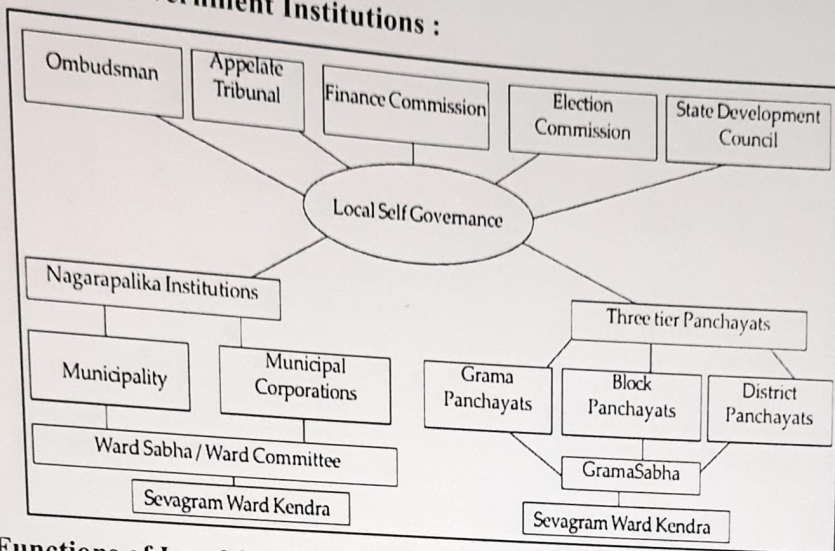 Institutions :
Ombudsman
Appelate
Tribunal
Finance Commission
Election
Commission
State Development
Council
Local Self Governance
Nagarapalika Institutions
Three tier Panchayats
Municipality
Municipal
Corporations
Grama
Panchayats
Block
Panchayats
District
Panchayats
Ward Sabha / Ward Committee
GramaSabha
Sevagram Ward Kendra
Sevagram Ward Kendra
Functions of